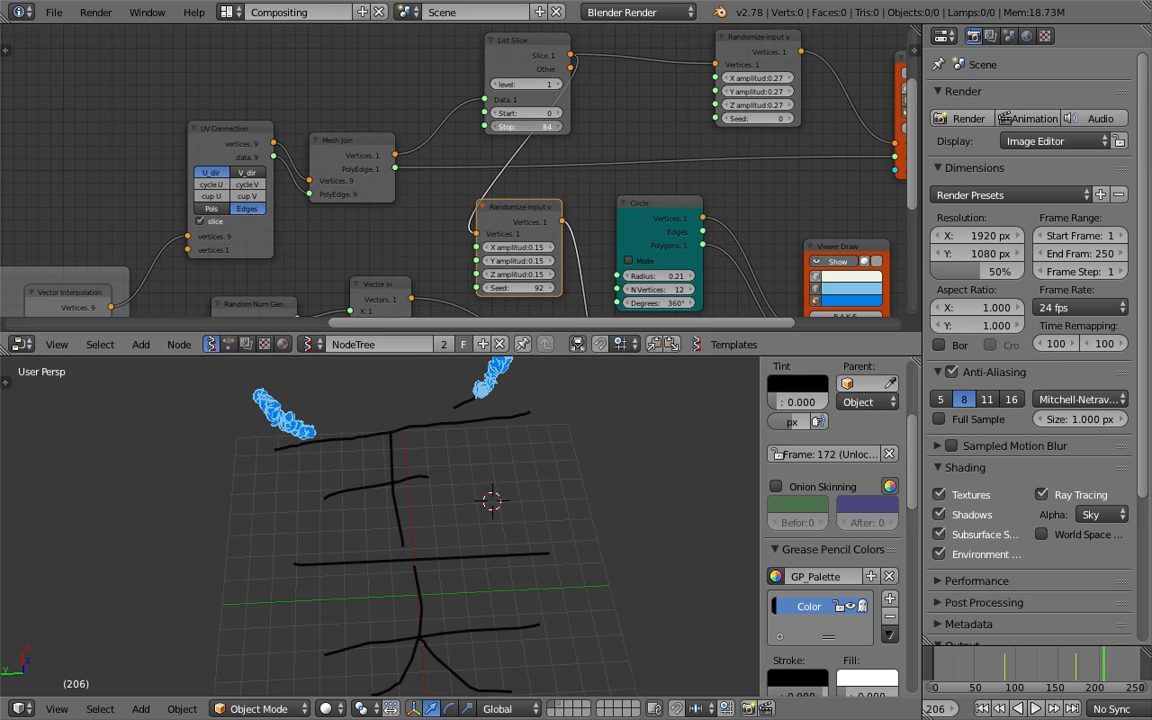 File Render Window Help Compositing Scene Blender Render v2.78 | Verts:0 | Faces:0 | Tris:0 | Objects:0/0 | Lamps:0/0 | Mem:18.73M
List Slice
Slice. 1
Other
level: 1
Data. 1
Start: 0
Stop: 84
Randomize input v
Vertices. 1
Vertices. 1
X amplitud:0.27
Y amplitud:0.27
Z amplitud:0.27
Seed: 0
UV Connection
vertices. 9
data. 9
U_dir V_dir
cycle U cycle V
cup U cup V
Pols Edges
slice
vertices. 9
vertices 1
Mesh Join
Vertices. 1
PolyEdge. 1
Vertices. 9
PolyEdge. 9
Randomize input v
Vertices. 1
Vertices. 1
X amplitud:0.15
Y amplitud:0.15
Z amplitud:0.15
Seed: 92
Circle
Vertices. 1
Edges
Polygons. 1
Mode
Radius: 0.21
N Vertices: 12
Degrees: 360°
Viewer Draw
Show
BAKE
Vector Interpolation
Vertices. 9
Random Num Gen
Vector in
Vectors. 1
X. 1
View Select Add Node NodeTree 2 F Templates
User Persp
(206)
Tint
Parent:
: 0.000
Object
px
Frame: 172 (Unloc...
Onion Skinning
Befor:0 After: 0
Grease Pencil Colors
GP_Palette
Color
Stroke: Fill:
View Select Add Object Object Mode Global
Scene
Render
Render Animation Audio
Display: Image Editor
Dimensions
Render Presets
Resolution: Frame Range:
X: 1920 px Start Frame: 1
Y: 1080 px End Fram: 250
50% Frame Step: 1
Aspect Ratio: Frame Rate:
X: 1.000 24 fps
Y: 1.000 Time Remapping:
Bor Cro 100 100
Anti-Aliasing
5 8 11 16 Mitchell-Netrav...
Full Sample Size: 1.000 px
Sampled Motion Blur
Shading
Textures Ray Tracing
Shadows Alpha: Sky
Subsurface S... World Space ...
Environment ...
Performance
Post Processing
Metadata
0 50 100 150 200 250
206 No Sync